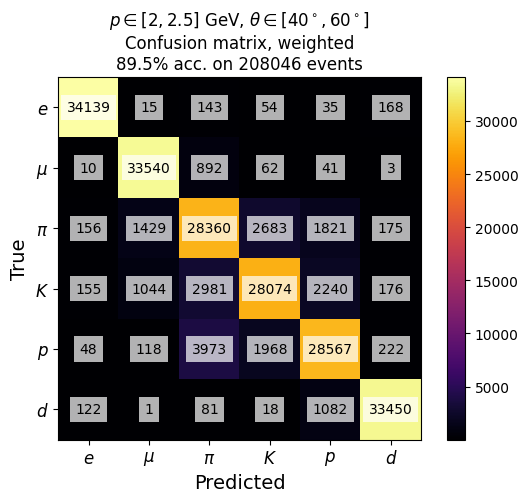 p ∈ [2, 2.5] GeV, θ ∈ [40°, 60°]
Confusion matrix, weighted
89.5% acc. on 208046 events
True
e 34139 15 143 54 35 168
μ 10 33540 892 62 41 3
π 156 1429 28360 2683 1821 175
K 155 1044 2981 28074 2240 176
p 48 118 3973 1968 28567 222
d 122 1 81 18 1082 33450
e μ π K p d
Predicted
30000
25000
20000
15000
10000
5000